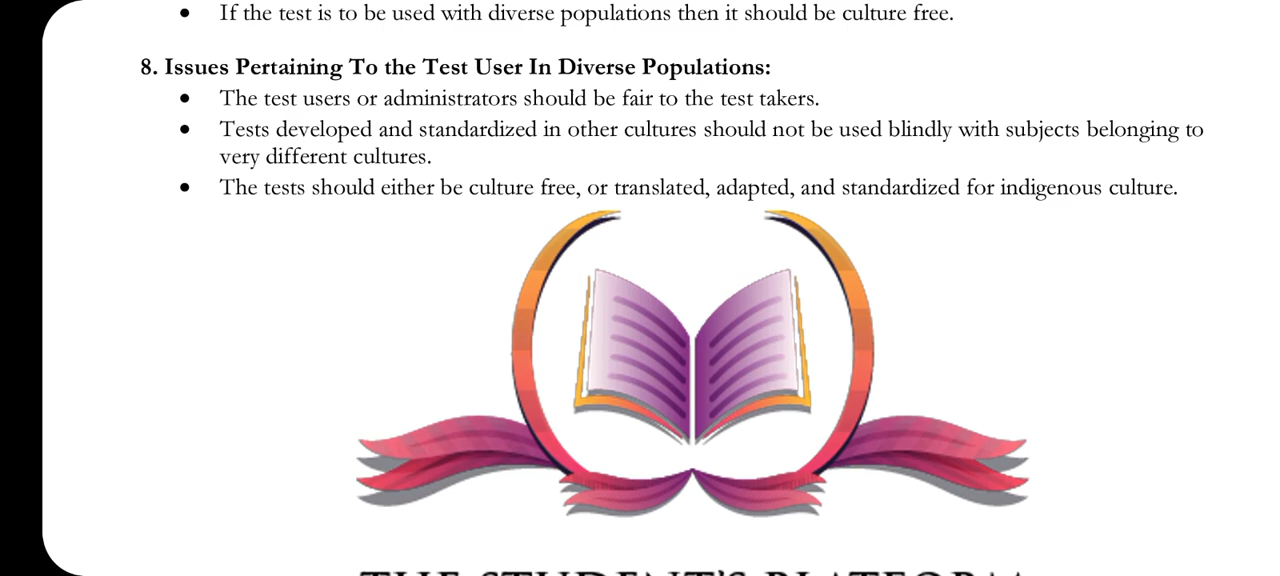 • If the test is to be used with diverse populations then it should be culture free.
8. Issues Pertaining To the Test User In Diverse Populations:
• The test users or administrators should be fair to the test takers.
• Tests developed and standardized in other cultures should not be used blindly with subjects belonging to
very different cultures.
• The tests should either be culture free, or translated, adapted, and standardized for indigenous culture.
THE STUDENT'S PLATFORM